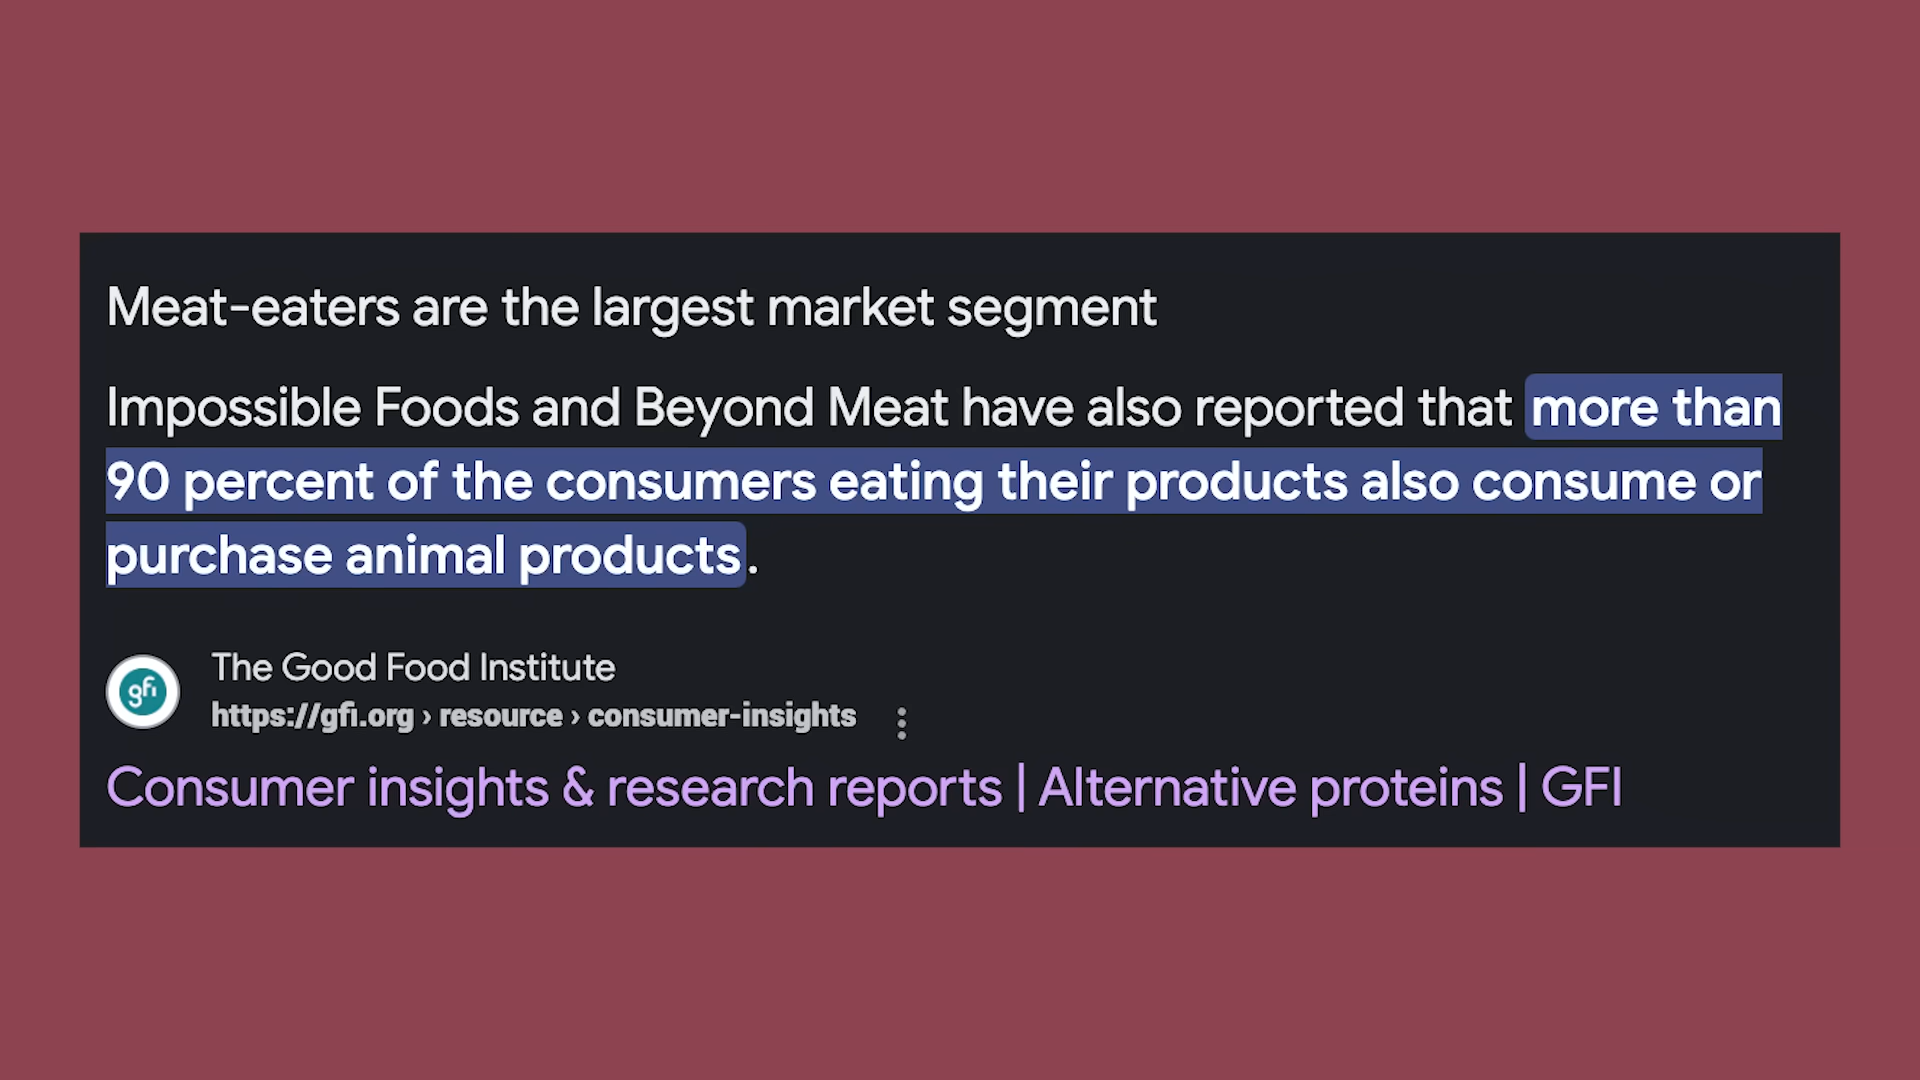 Meat-eaters are the largest market segment
Impossible Foods and Beyond Meat have also reported that more than
90 percent of the consumers eating their products also consume or
purchase animal products.
gfi
The Good Food Institute
https://gfi.org › resource › consumer-insights
Consumer insights & research reports | Alternative proteins | GFI